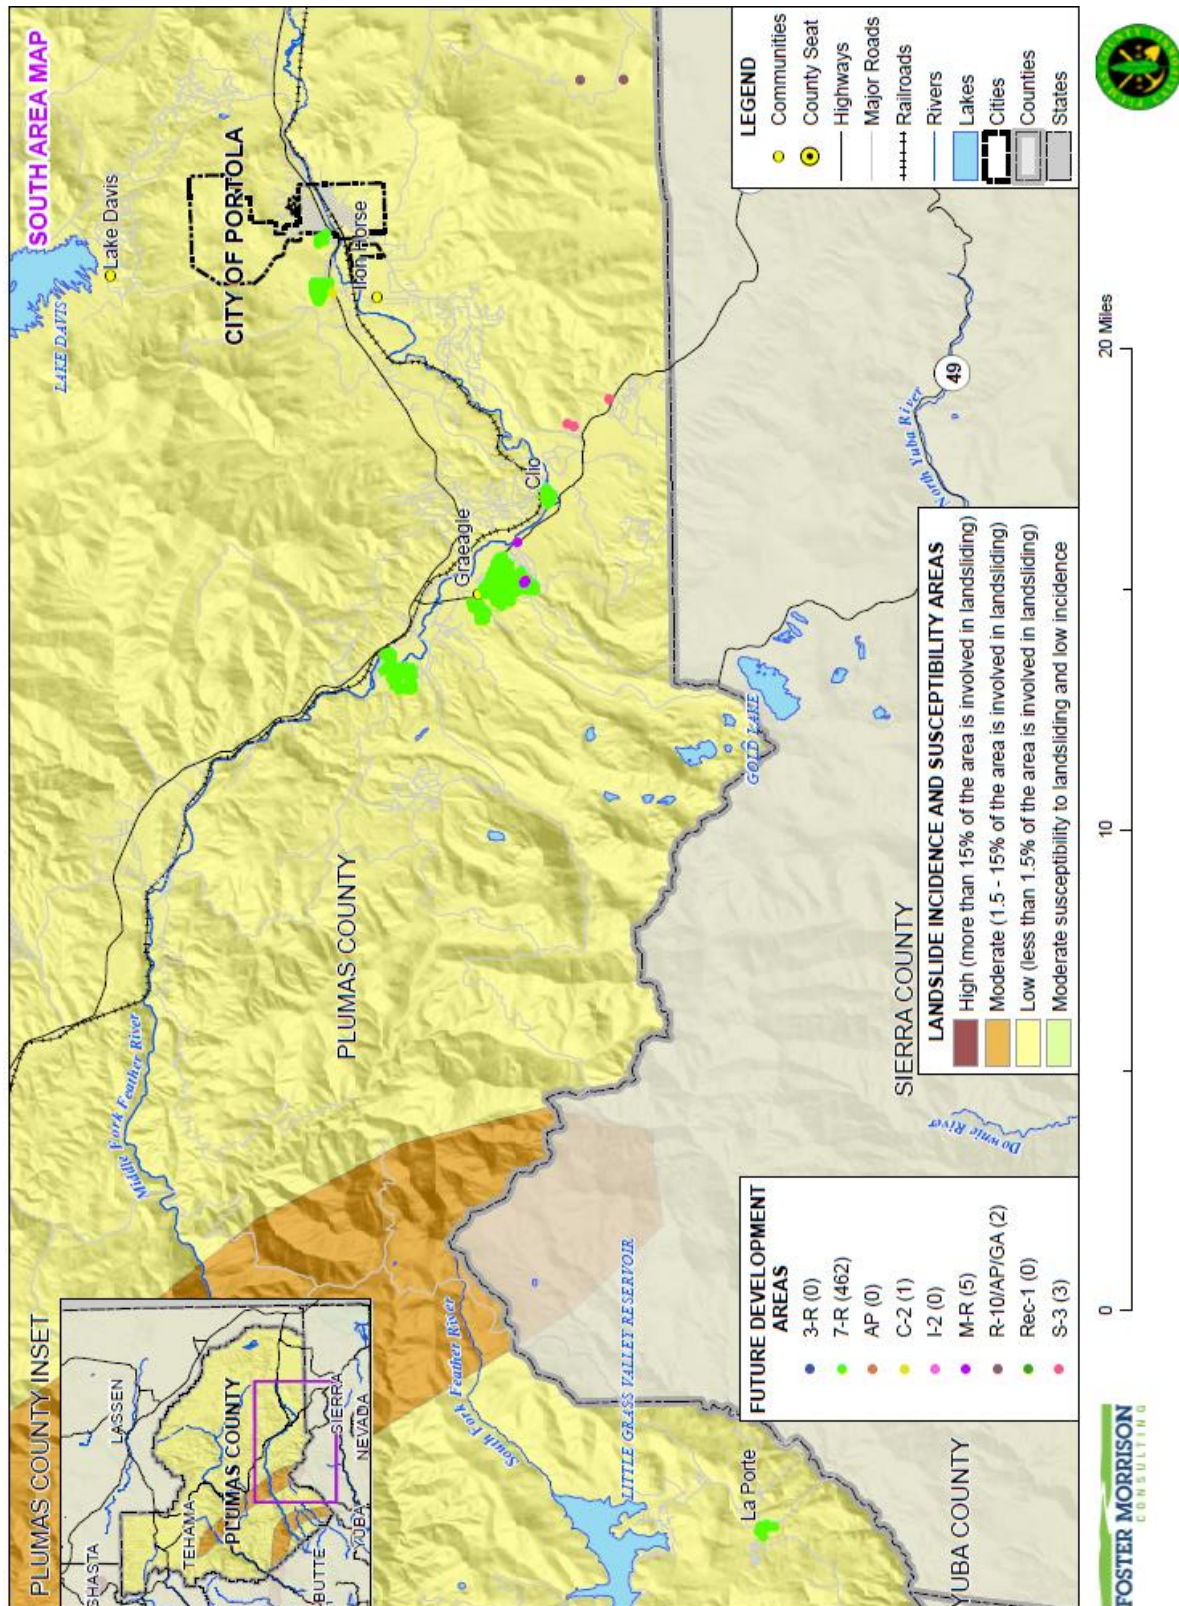 PLUMAS COUNTY INSET
SHASTA
LASSEN
TEHAMA
PLUMAS COUNTY
BUTTE
YUBA
SIERRA
NEVADA
SOUTH AREA MAP
LAKE DAVIS
Lake Davis
CITY OF PORTOLA
Iron Horse
Middle Fork Feather River
PLUMAS COUNTY
Graeagle
Clio
South Fork Feather River
GOLD LAKE
LITTLE GRASS VALLEY RESERVOIR
La Porte
YUBA COUNTY
SIERRA COUNTY
Downie River
North Yuba River
49
FUTURE DEVELOPMENT
AREAS
3-R (0)
7-R (462)
AP (0)
C-2 (1)
I-2 (0)
M-R (5)
R-10/AP/GA (2)
Rec-1 (0)
S-3 (3)
LANDSLIDE INCIDENCE AND SUSCEPTIBILITY AREAS
High (more than 15% of the area is involved in landsliding)
Moderate (1.5 - 15% of the area is involved in landsliding)
Low (less than 1.5% of the area is involved in landsliding)
Moderate susceptibility to landsliding and low incidence
LEGEND
Communities
County Seat
Highways
Major Roads
Railroads
Rivers
Lakes
Cities
Counties
States
FOSTER MORRISON
CONSULTING
0
10
20 Miles